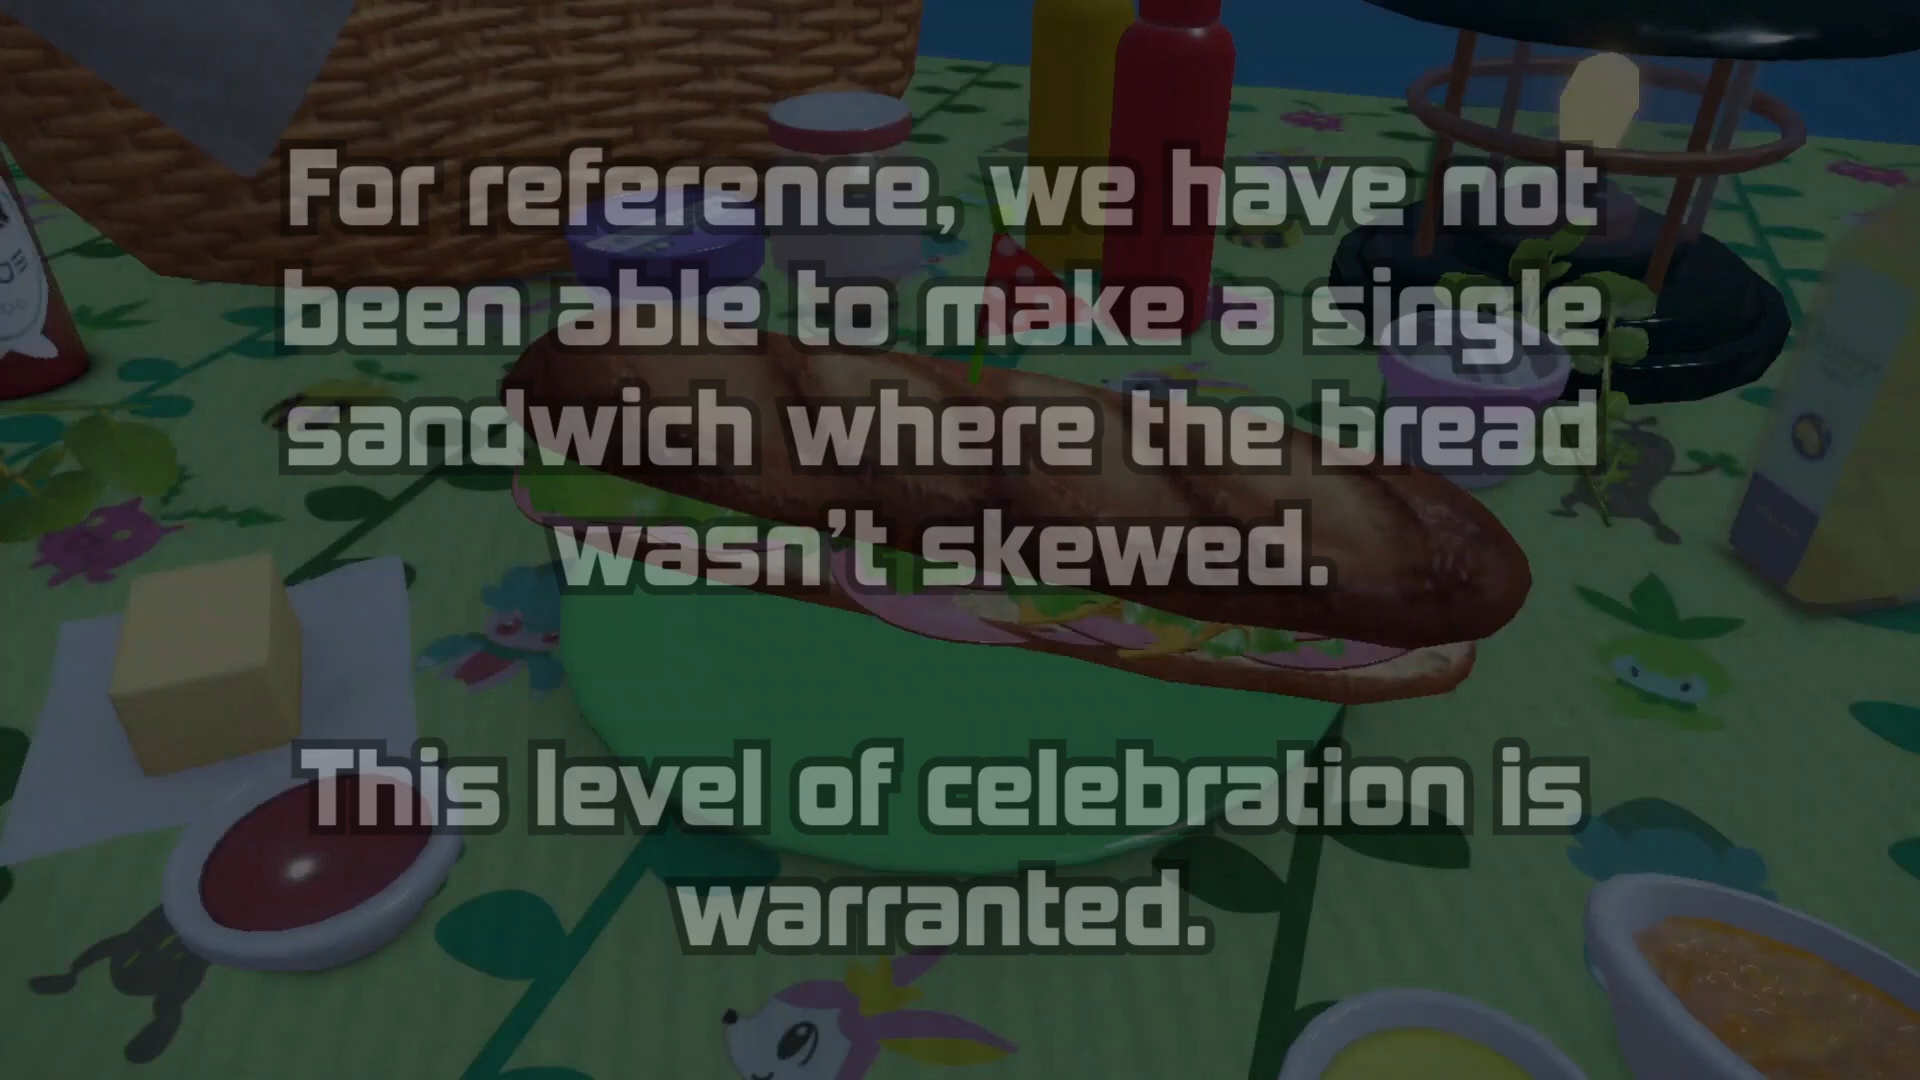 For reference, we have not
been able to make a single
sandwich where the bread
wasn't skewed.
This level of celebration is
warranted.